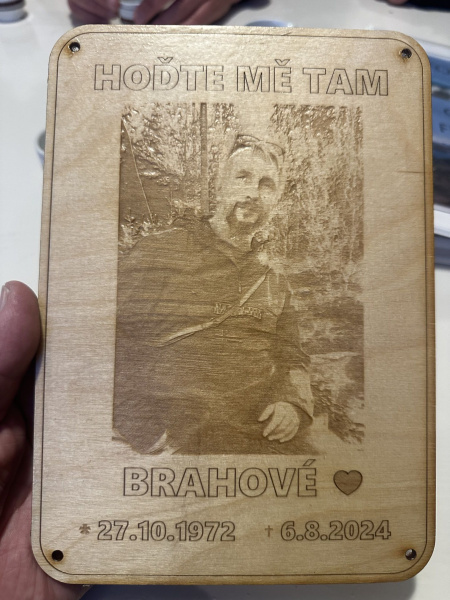 HOĎTE MĚ TAM
BRAHOVÉ ♥
* 27.10.1972 † 6.8.2024